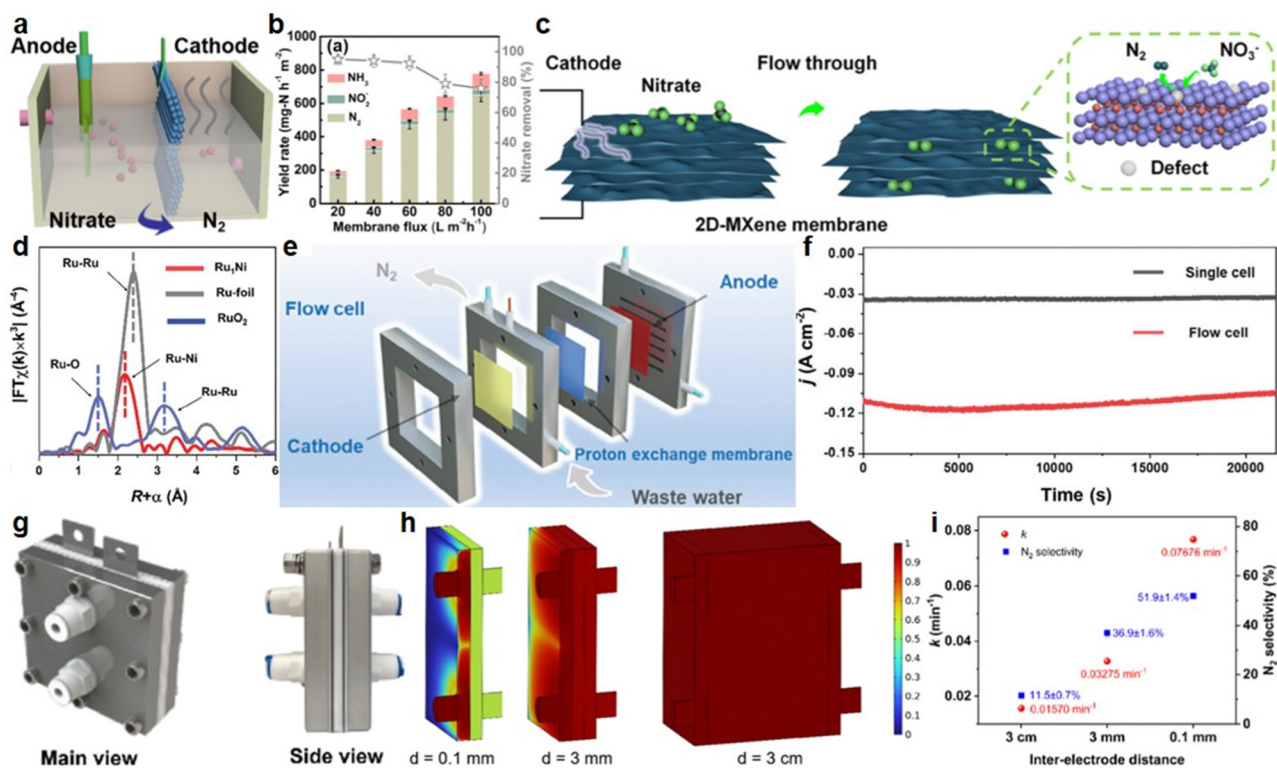 a
Anode
Cathode
Nitrate
N₂
b
(a)
Yield rate (mg-N h⁻¹ m⁻²)
1000
800
600
400
200
0
NH₃
NO₂⁻
N₂
20
40
60
80
100
Membrane flux (L m⁻²h⁻¹)
100
80
60
40
20
0
Nitrate removal (%)
c
Cathode
Nitrate
Flow through
2D-MXene membrane
N₂
NO₃⁻
Defect
d
|FTχ(k)×k³| (Å⁻⁴)
Ru-Ru
Ru₁Ni
Ru-foil
RuO₂
Ru-O
Ru-Ni
Ru-Ru
0
1
2
3
4
5
6
R+α (Å)
e
N₂
Flow cell
Anode
Cathode
Proton exchange membrane
Waste water
f
j (A cm⁻²)
0.00
-0.03
-0.06
-0.09
-0.12
-0.15
Single cell
Flow cell
0
5000
10000
15000
20000
Time (s)
g
Main view
Side view
h
d = 0.1 mm
d = 3 mm
d = 3 cm
1
0.9
0.8
0.7
0.6
0.5
0.4
0.3
0.2
0.1
0
i
k (min⁻¹)
0.08
0.06
0.04
0.02
k
N₂ selectivity
0.07676 min⁻¹
51.9±1.4%
36.9±1.6%
0.03275 min⁻¹
11.5±0.7%
0.01570 min⁻¹
80
70
60
50
40
30
20
10
0
N₂ selectivity (%)
3 cm
3 mm
0.1 mm
Inter-electrode distance